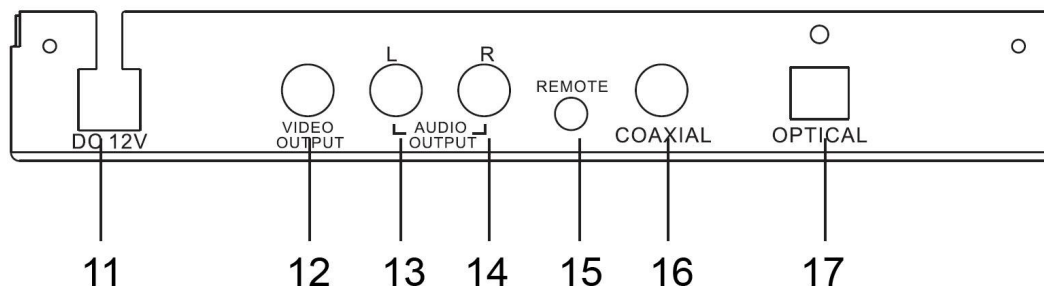 L R
REMOTE
DC 12V
VIDEO
OUTPUT
AUDIO
OUTPUT
COAXIAL
OPTICAL
11 12 13 14 15 16 17